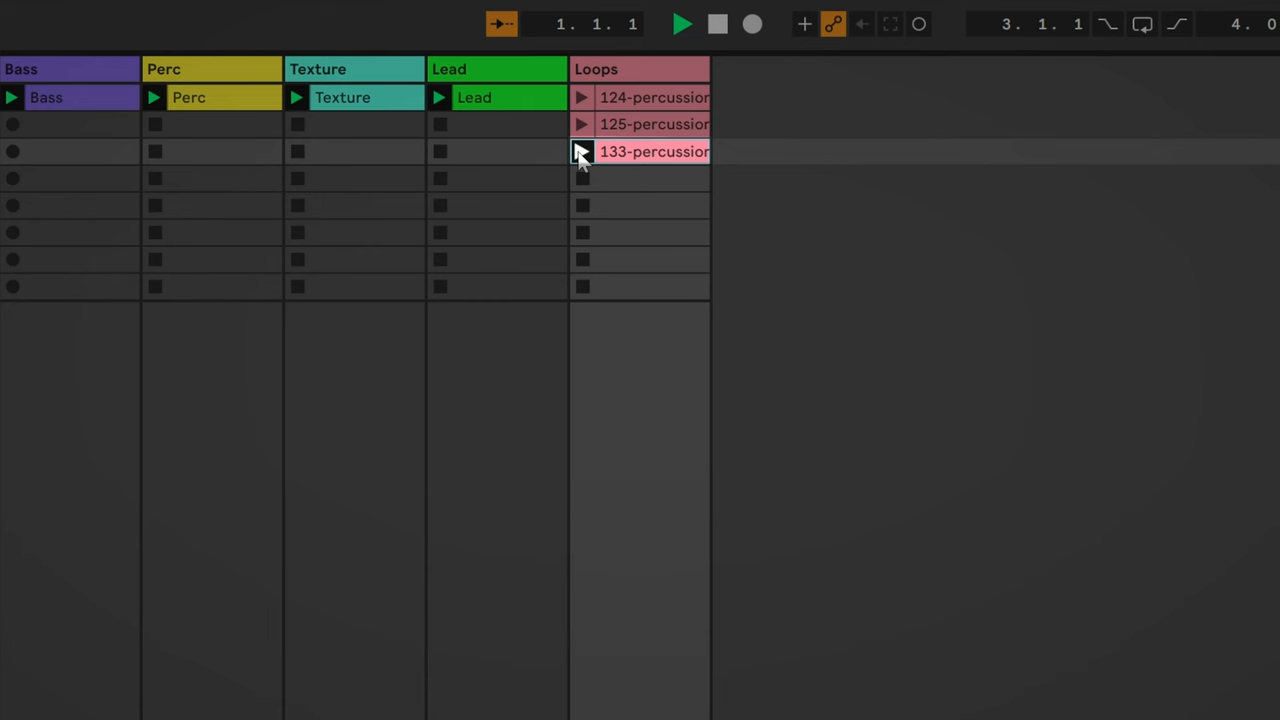 1. 1. 1 3. 1. 1 4. 0
Bass Perc Texture Lead Loops
Bass Perc Texture Lead 124-percussion
125-percussion
133-percussion